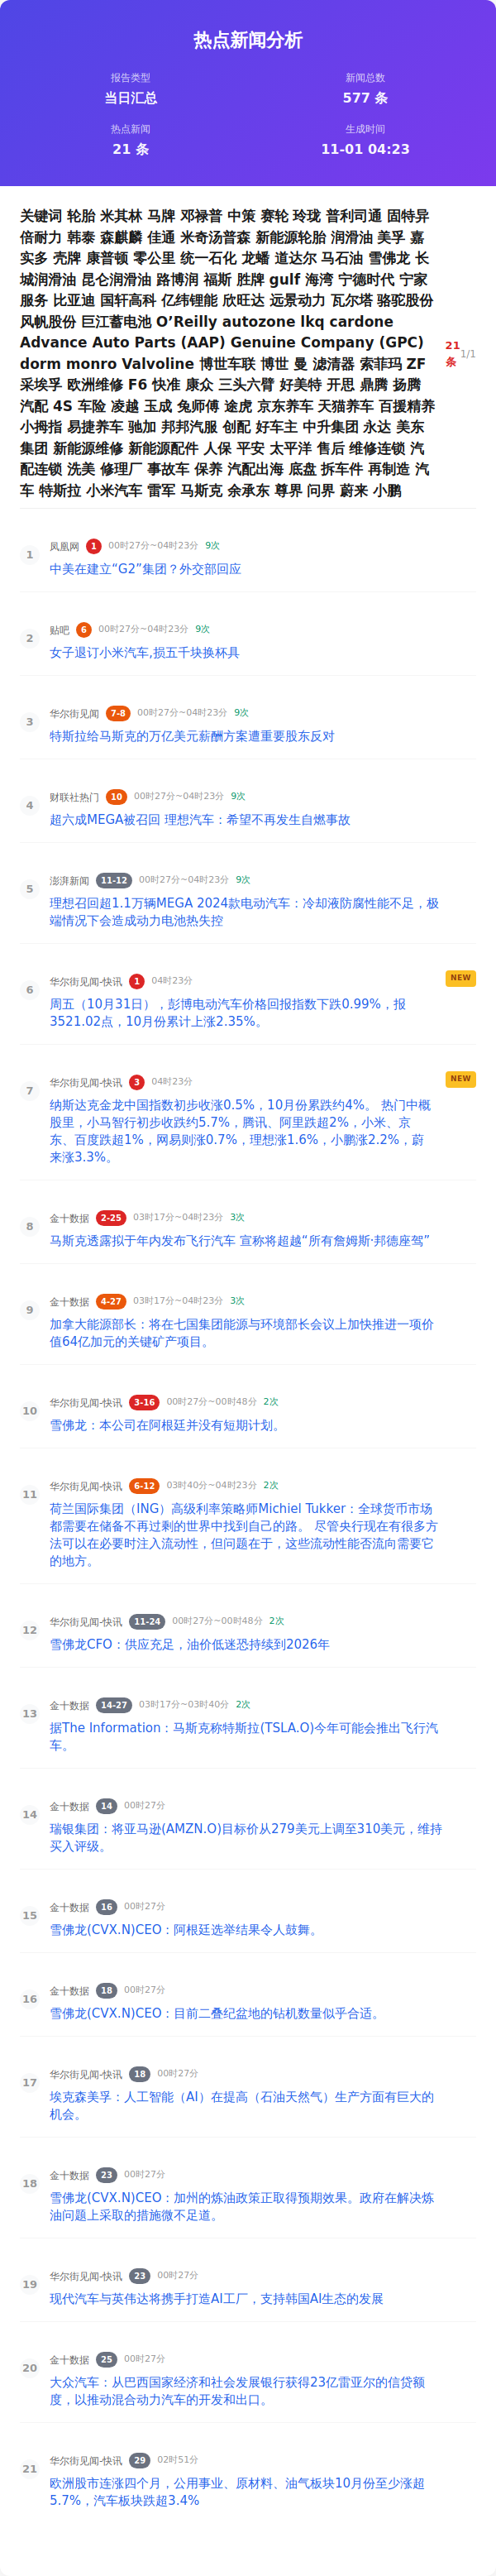 热点新闻分析
报告类型
当日汇总
新闻总数
577 条
热点新闻
21 条
生成时间
11-01 04:23
关键词 轮胎 米其林 马牌 邓禄普 中策 赛轮 玲珑 普利司通 固特异
倍耐力 韩泰 森麒麟 佳通 米奇汤普森 新能源轮胎 润滑油 美孚 嘉
实多 壳牌 康普顿 零公里 统一石化 龙蟠 道达尔 马石油 雪佛龙 长
城润滑油 昆仑润滑油 路博润 福斯 胜牌 gulf 海湾 宁德时代 宁家
服务 比亚迪 国轩高科 亿纬锂能 欣旺达 远景动力 瓦尔塔 骆驼股份
风帆股份 巨江蓄电池 O’Reilly autozone lkq cardone
Advance Auto Parts (AAP) Genuine Company (GPC)
dorm monro Valvoline 博世车联 博世 曼 滤清器 索菲玛 ZF
采埃孚 欧洲维修 F6 快准 康众 三头六臂 好美特 开思 鼎腾 扬腾
汽配 4S 车险 凌越 玉成 兔师傅 途虎 京东养车 天猫养车 百援精养
小拇指 易捷养车 驰加 邦邦汽服 创配 好车主 中升集团 永达 美东
集团 新能源维修 新能源配件 人保 平安 太平洋 售后 维修连锁 汽
配连锁 洗美 修理厂 事故车 保养 汽配出海 底盘 拆车件 再制造 汽
车 特斯拉 小米汽车 雷军 马斯克 余承东 尊界 问界 蔚来 小鹏
21
条
1/1
1
凤凰网 1 00时27分~04时23分 9次
中美在建立“G2”集团？外交部回应
2
贴吧 6 00时27分~04时23分 9次
女子退订小米汽车,损五千块换杯具
3
华尔街见闻 7-8 00时27分~04时23分 9次
特斯拉给马斯克的万亿美元薪酬方案遭重要股东反对
4
财联社热门 10 00时27分~04时23分 9次
超六成MEGA被召回 理想汽车：希望不再发生自燃事故
5
澎湃新闻 11-12 00时27分~04时23分 9次
理想召回超1.1万辆MEGA 2024款电动汽车：冷却液防腐性能不足，极
端情况下会造成动力电池热失控
6
华尔街见闻-快讯 1 04时23分
NEW
周五（10月31日），彭博电动汽车价格回报指数下跌0.99%，报
3521.02点，10月份累计上涨2.35%。
7
华尔街见闻-快讯 3 04时23分
NEW
纳斯达克金龙中国指数初步收涨0.5%，10月份累跌约4%。 热门中概
股里，小马智行初步收跌约5.7%，腾讯、阿里跌超2%，小米、京
东、百度跌超1%，网易则涨0.7%，理想涨1.6%，小鹏涨2.2%，蔚
来涨3.3%。
8
金十数据 2-25 03时17分~04时23分 3次
马斯克透露拟于年内发布飞行汽车 宣称将超越“所有詹姆斯·邦德座驾”
9
金十数据 4-27 03时17分~04时23分 3次
加拿大能源部长：将在七国集团能源与环境部长会议上加快推进一项价
值64亿加元的关键矿产项目。
10
华尔街见闻-快讯 3-16 00时27分~00时48分 2次
雪佛龙：本公司在阿根廷并没有短期计划。
11
华尔街见闻-快讯 6-12 03时40分~04时23分 2次
荷兰国际集团（ING）高级利率策略师Michiel Tukker：全球货币市场
都需要在储备不再过剩的世界中找到自己的路。 尽管央行现在有很多方
法可以在必要时注入流动性，但问题在于，这些流动性能否流向需要它
的地方。
12
华尔街见闻-快讯 11-24 00时27分~00时48分 2次
雪佛龙CFO：供应充足，油价低迷恐持续到2026年
13
金十数据 14-27 03时17分~03时40分 2次
据The Information：马斯克称特斯拉(TSLA.O)今年可能会推出飞行汽
车。
14
金十数据 14 00时27分
瑞银集团：将亚马逊(AMZN.O)目标价从279美元上调至310美元，维持
买入评级。
15
金十数据 16 00时27分
雪佛龙(CVX.N)CEO：阿根廷选举结果令人鼓舞。
16
金十数据 18 00时27分
雪佛龙(CVX.N)CEO：目前二叠纪盆地的钻机数量似乎合适。
17
华尔街见闻-快讯 18 00时27分
埃克森美孚：人工智能（AI）在提高（石油天然气）生产方面有巨大的
机会。
18
金十数据 23 00时27分
雪佛龙(CVX.N)CEO：加州的炼油政策正取得预期效果。政府在解决炼
油问题上采取的措施微不足道。
19
华尔街见闻-快讯 23 00时27分
现代汽车与英伟达将携手打造AI工厂，支持韩国AI生态的发展
20
金十数据 25 00时27分
大众汽车：从巴西国家经济和社会发展银行获得23亿雷亚尔的信贷额
度，以推动混合动力汽车的开发和出口。
21
华尔街见闻-快讯 29 02时51分
欧洲股市连涨四个月，公用事业、原材料、油气板块10月份至少涨超
5.7%，汽车板块跌超3.4%